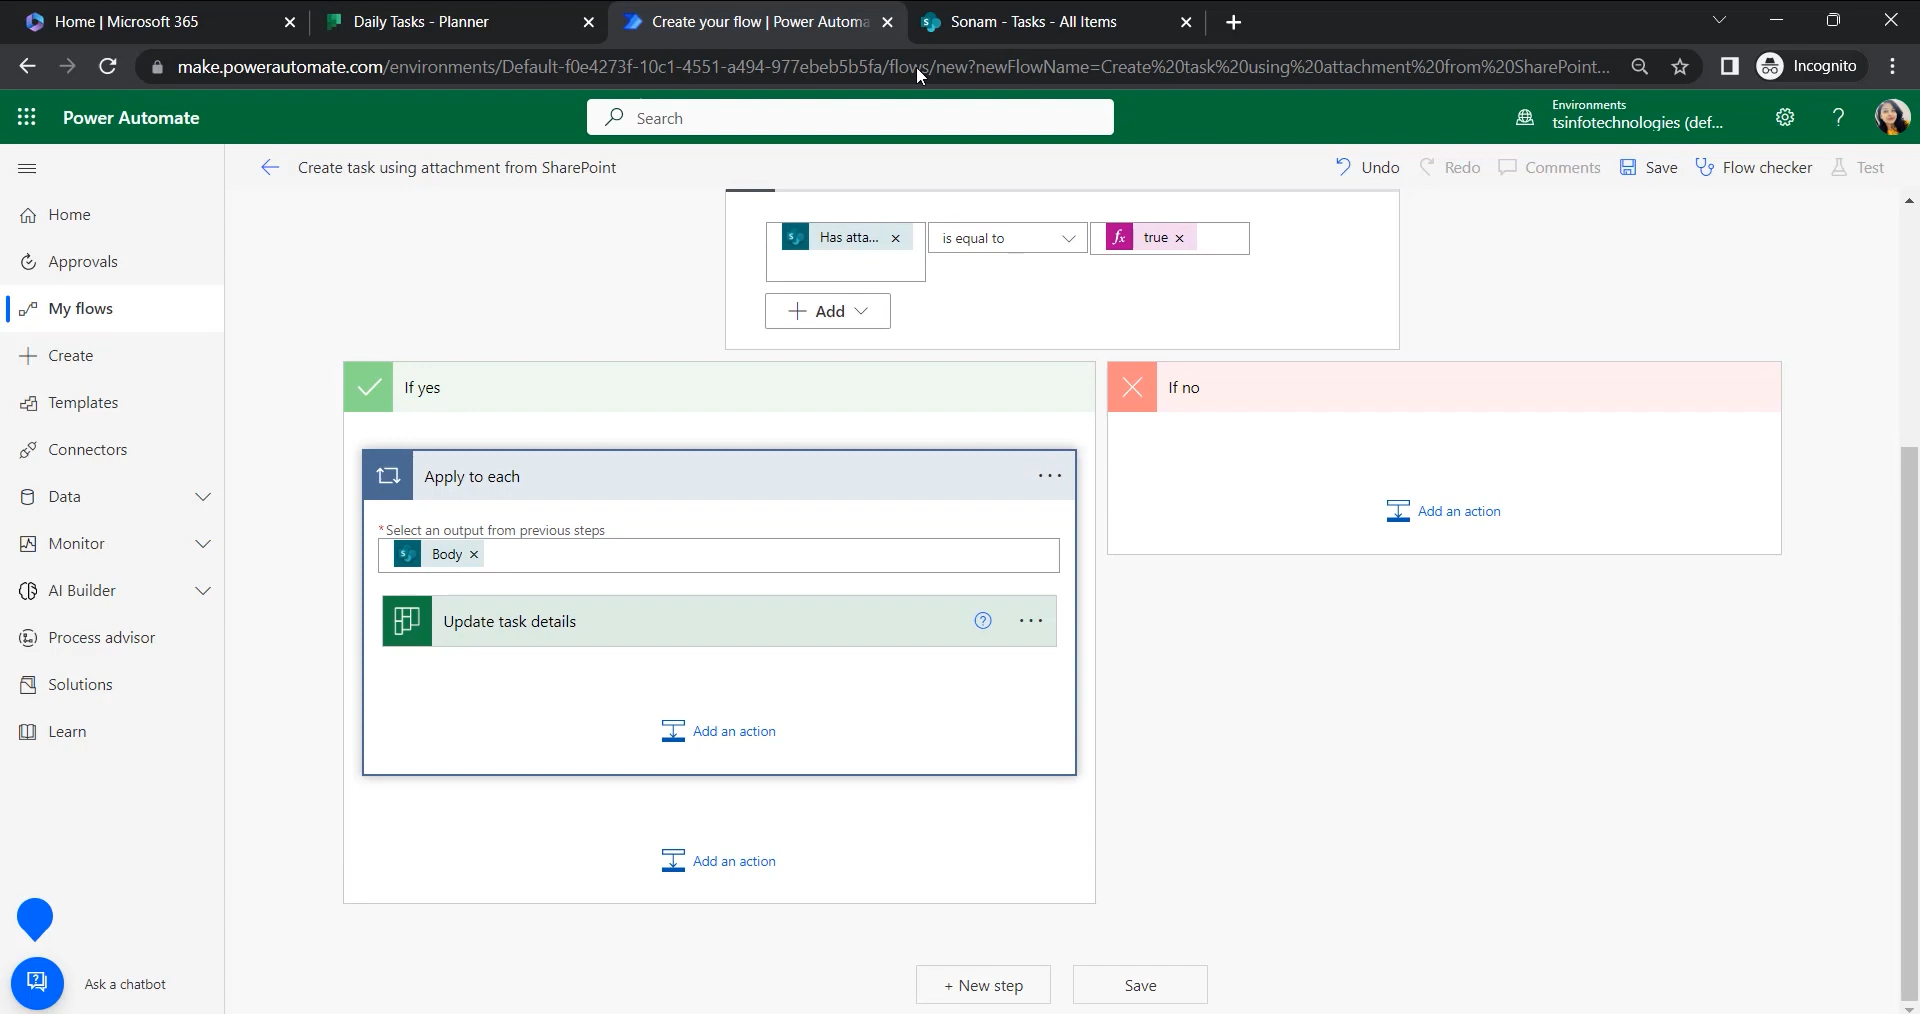 Home | Microsoft 365
Daily Tasks - Planner
Create your flow | Power Automa
Sonam - Tasks - All Items
make.powerautomate.com/environments/Default-f0e4273f-10c1-4551-a494-977ebeb5b5fa/flows/new?newFlowName=Create%20task%20using%20attachment%20from%20SharePoint...
Incognito
Power Automate
Search
Environments
tsinfotechnologies (def...
Create task using attachment from SharePoint
Undo
Redo
Comments
Save
Flow checker
Test
Home
Approvals
My flows
Create
Templates
Connectors
Data
Monitor
AI Builder
Process advisor
Solutions
Learn
Ask a chatbot
Has atta...
is equal to
fx true
Add
If yes
If no
Add an action
Apply to each
* Select an output from previous steps
Body
Update task details
Add an action
Add an action
+ New step
Save